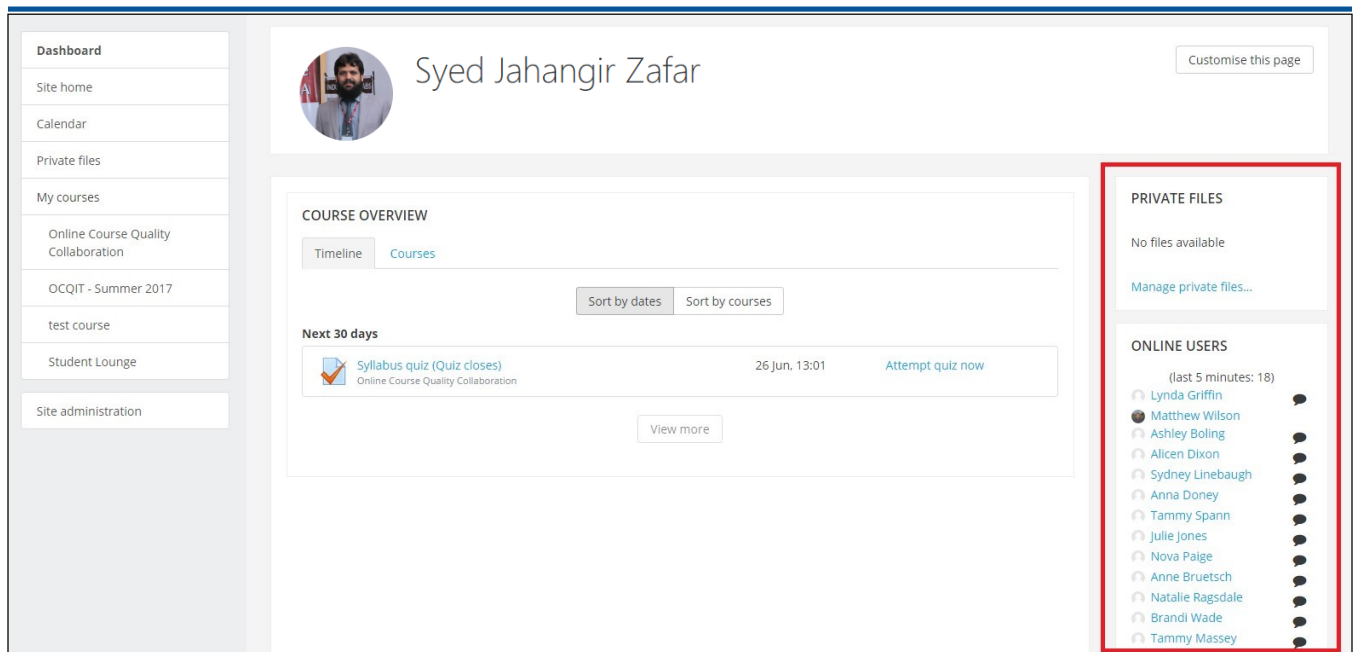 Dashboard
Site home
Calendar
Private files
My courses
Online Course Quality
Collaboration
OCQIT - Summer 2017
test course
Student Lounge
Site administration
Syed Jahangir Zafar
Customise this page
COURSE OVERVIEW
Timeline Courses
Sort by dates Sort by courses
Next 30 days
Syllabus quiz (Quiz closes) 26 Jun, 13:01 Attempt quiz now
Online Course Quality Collaboration
View more
PRIVATE FILES
No files available
Manage private files...
ONLINE USERS
(last 5 minutes: 18)
Lynda Griffin
Matthew Wilson
Ashley Boling
Alicen Dixon
Sydney Linebaugh
Anna Doney
Tammy Spann
Julie Jones
Nova Paige
Anne Bruetsch
Natalie Ragsdale
Brandi Wade
Tammy Massey